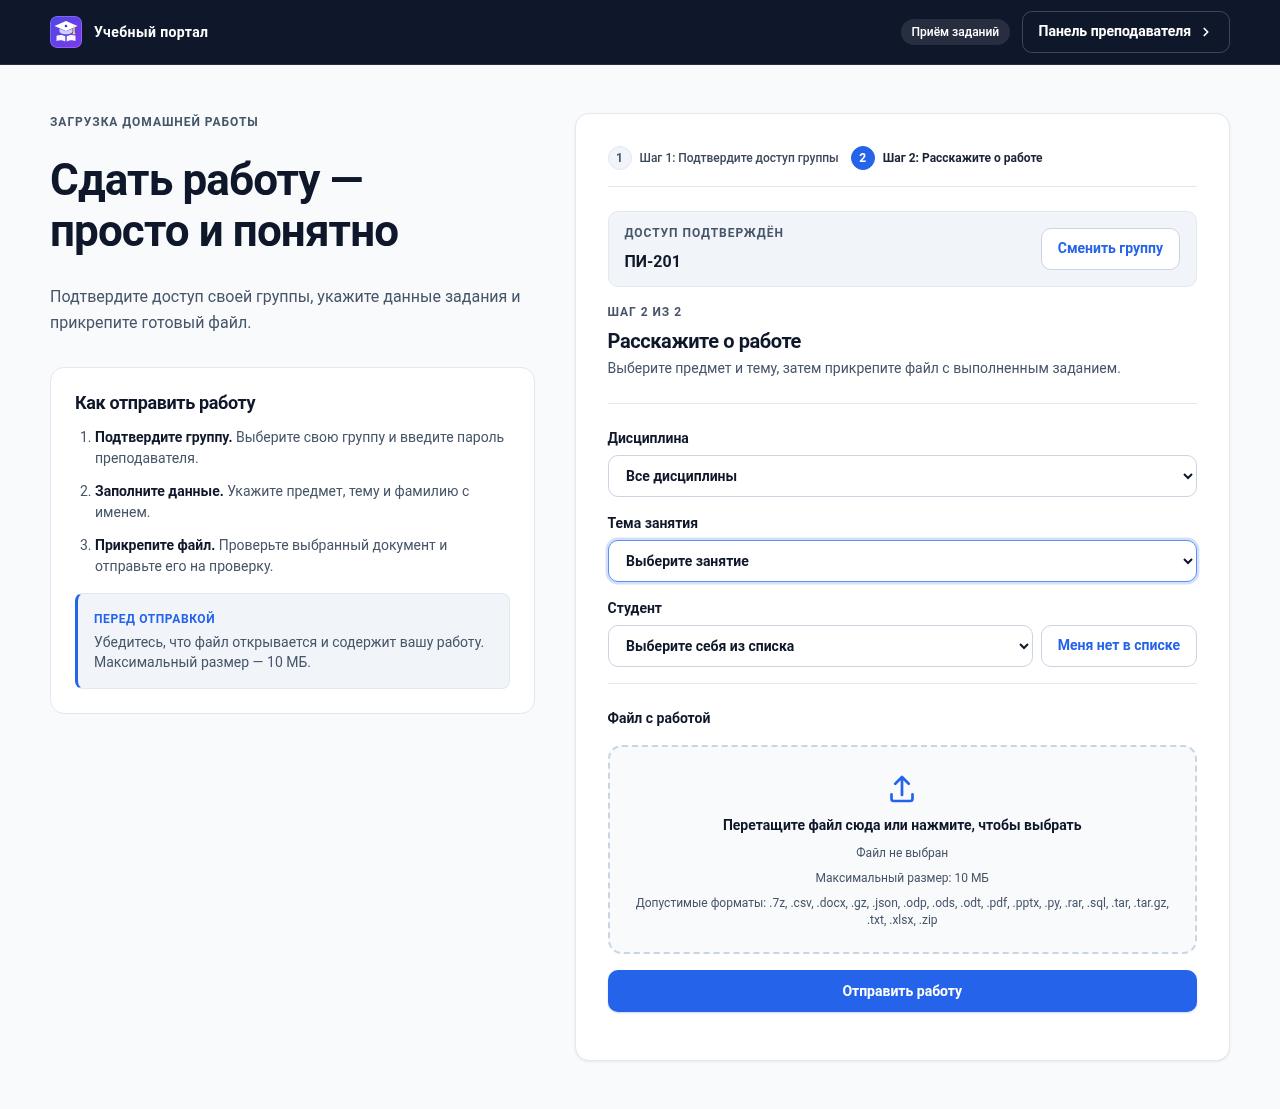 Учебный портал
Приём заданий
Панель преподавателя
ЗАГРУЗКА ДОМАШНЕЙ РАБОТЫ
Сдать работу —
просто и понятно
Подтвердите доступ своей группы, укажите данные задания и
прикрепите готовый файл.
Как отправить работу
1. Подтвердите группу. Выберите свою группу и введите пароль
преподавателя.
2. Заполните данные. Укажите предмет, тему и фамилию с
именем.
3. Прикрепите файл. Проверьте выбранный документ и
отправьте его на проверку.
ПЕРЕД ОТПРАВКОЙ
Убедитесь, что файл открывается и содержит вашу работу.
Максимальный размер — 10 МБ.
1 Шаг 1: Подтвердите доступ группы
2 Шаг 2: Расскажите о работе
ДОСТУП ПОДТВЕРЖДЁН
ПИ-201
Сменить группу
ШАГ 2 ИЗ 2
Расскажите о работе
Выберите предмет и тему, затем прикрепите файл с выполненным заданием.
Дисциплина
Все дисциплины
Тема занятия
Выберите занятие
Студент
Выберите себя из списка
Меня нет в списке
Файл с работой
Перетащите файл сюда или нажмите, чтобы выбрать
Файл не выбран
Максимальный размер: 10 МБ
Допустимые форматы: .7z, .csv, .docx, .gz, .json, .odp, .ods, .odt, .pdf, .pptx, .py, .rar, .sql, .tar, .tar.gz,
.txt, .xlsx, .zip
Отправить работу